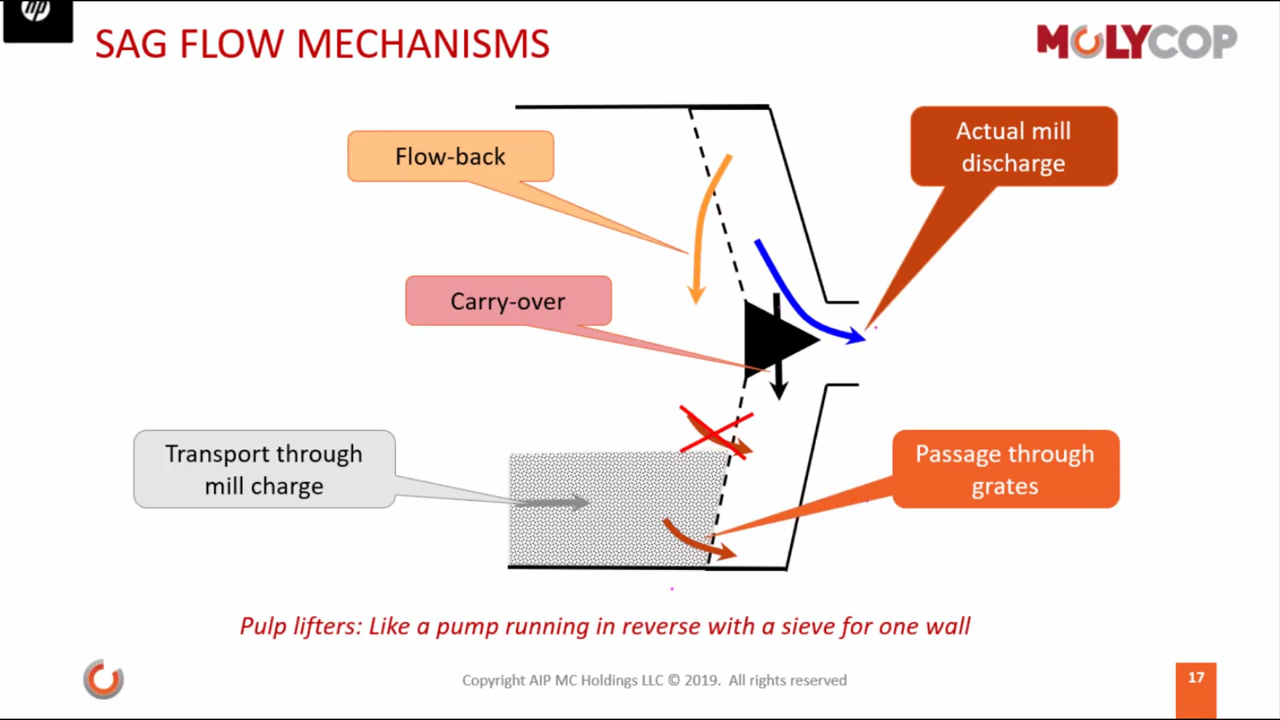 hp
SAG FLOW MECHANISMS
MOLYCOP
Flow-back
Actual mill
discharge
Carry-over
Transport through
mill charge
Passage through
grates
Pulp lifters: Like a pump running in reverse with a sieve for one wall
Copyright AIP MC Holdings LLC © 2019. All rights reserved
17